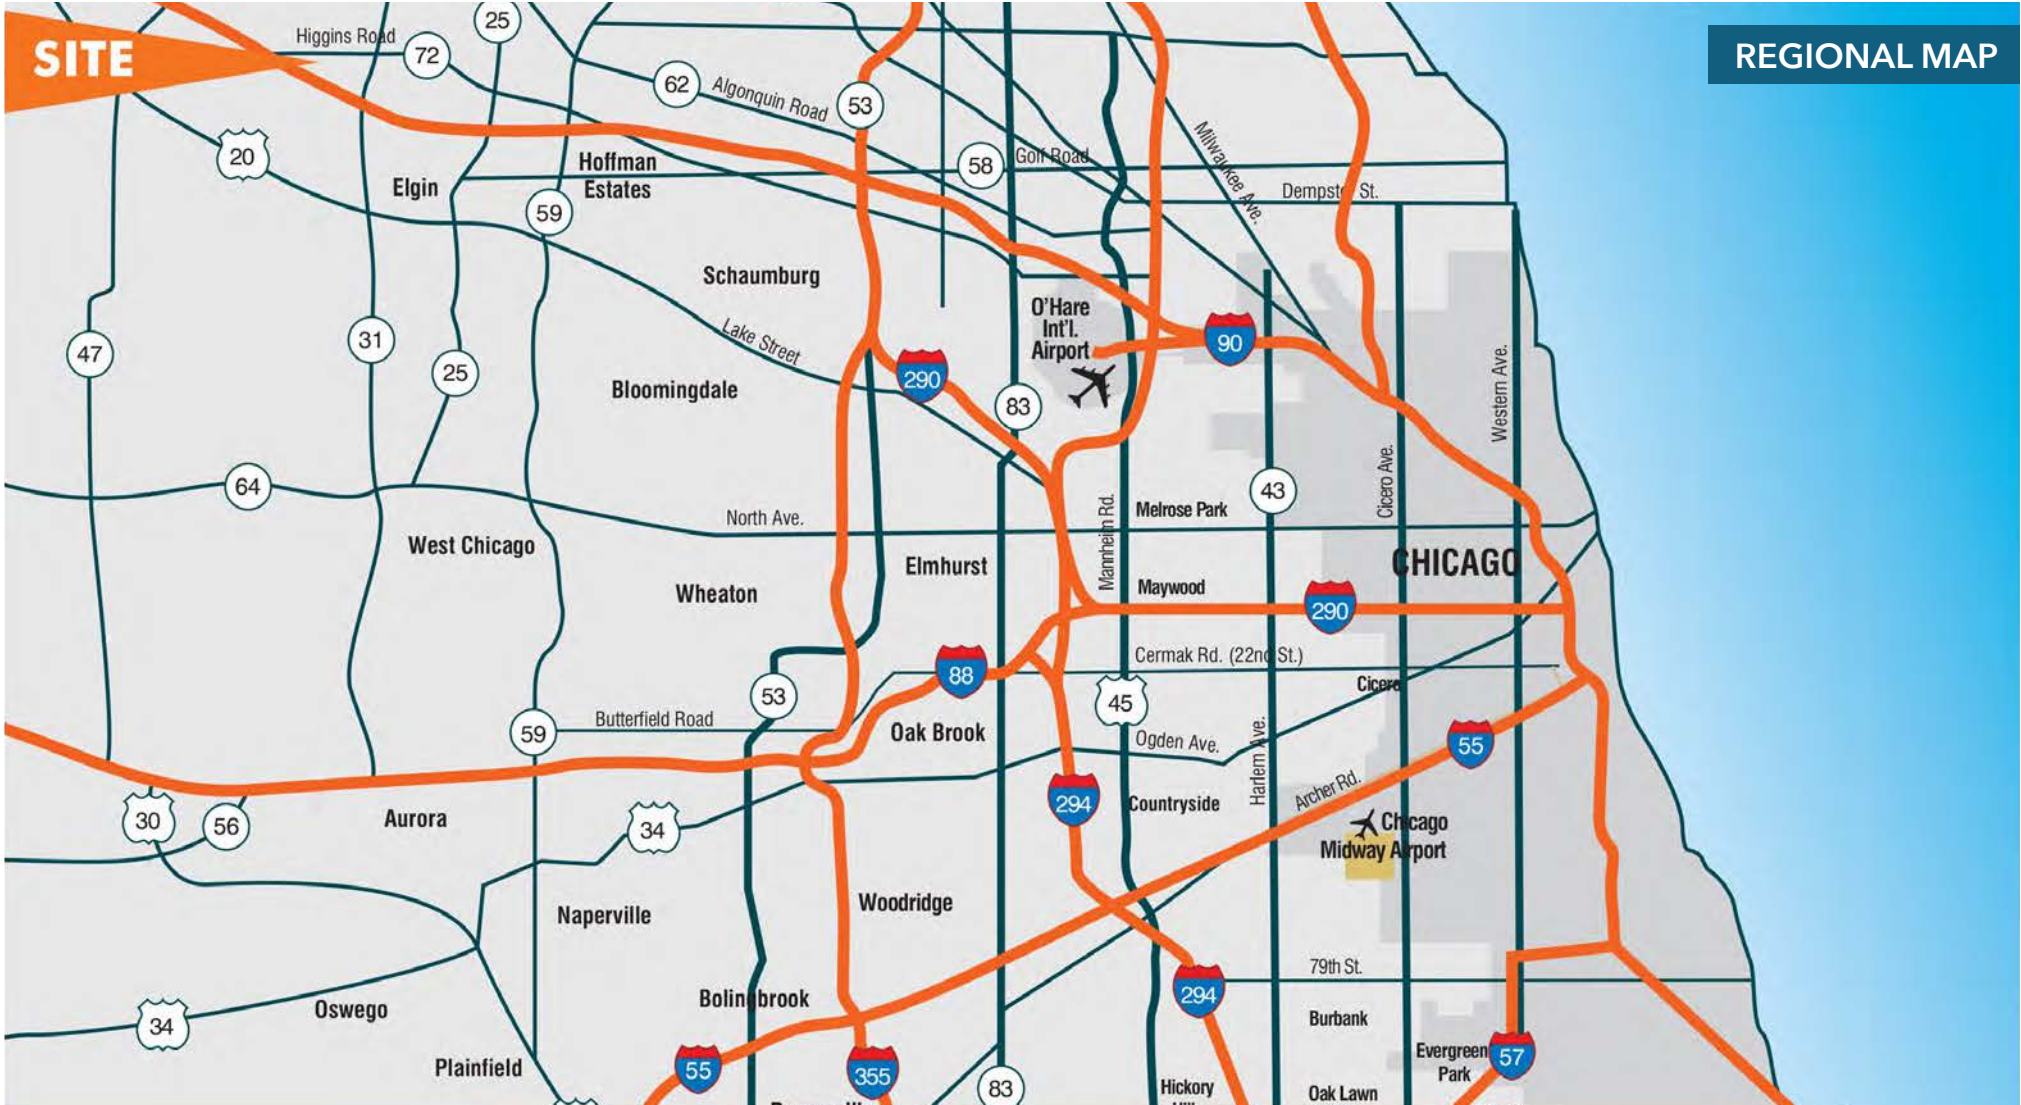 SITE
REGIONAL MAP
Higgins Road
72
25
62
Algonquin Road
53
20
Elgin
Hoffman
Estates
59
58
Golf Road
Milwaukee Ave.
Dempster St.
Schaumburg
O'Hare
Int'l.
Airport
90
47
31
25
Lake Street
290
Bloomingdale
83
Western Ave.
Cicero Ave.
64
43
North Ave.
Mannheim Rd.
Melrose Park
West Chicago
Elmhurst
CHICAGO
Wheaton
Maywood
290
88
Cermak Rd. (22nd St.)
Cicero
53
45
59
Butterfield Road
Oak Brook
Ogden Ave.
Harlem Ave.
55
30
56
Aurora
34
294
Countryside
Archer Rd.
Chicago
Midway Airport
Naperville
Woodridge
79th St.
Bolingbrook
294
34
Oswego
Burbank
Plainfield
55
355
83
Hickory
Evergreen
Park
57
Oak Lawn